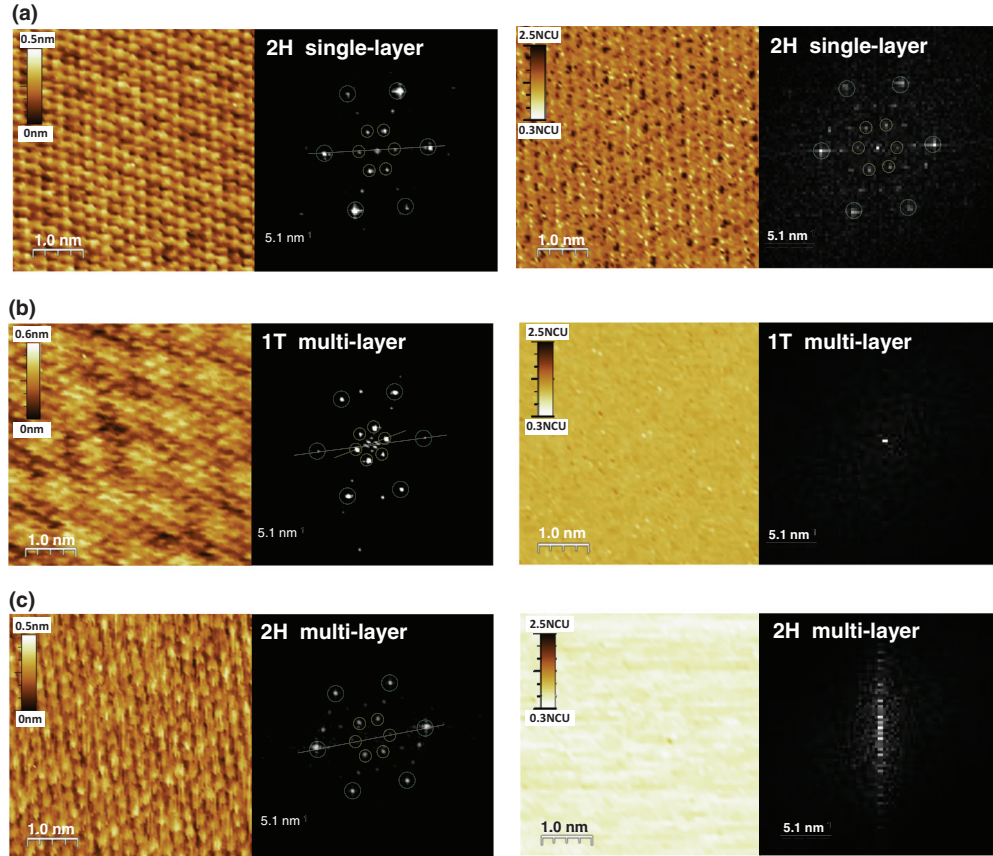 (a)
0.5nm
0nm
1.0 nm
2H single-layer
5.1 nm
2.5NCU
0.3NCU
1.0 nm
2H single-layer
5.1 nm
(b)
0.6nm
0nm
1.0 nm
1T multi-layer
5.1 nm
2.5NCU
0.3NCU
1.0 nm
1T multi-layer
5.1 nm
(c)
0.5nm
0nm
1.0 nm
2H multi-layer
5.1 nm
2.5NCU
0.3NCU
1.0 nm
2H multi-layer
5.1 nm